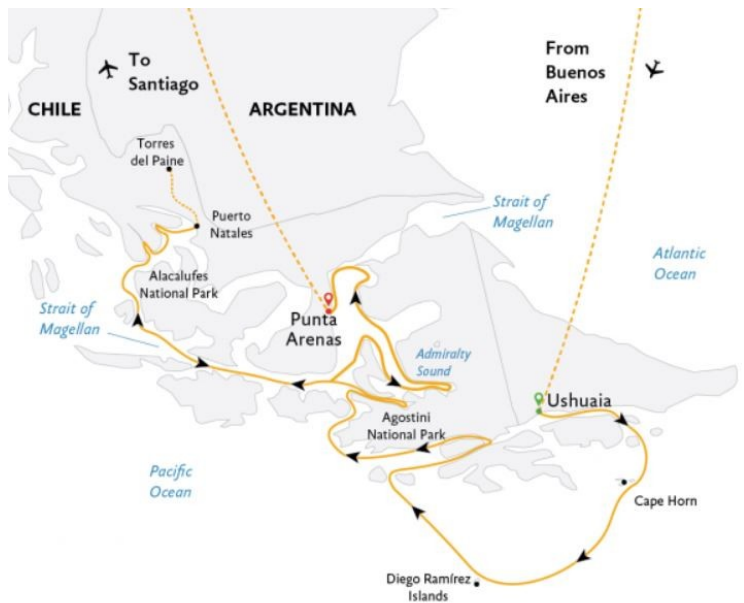 To
Santiago
From
Buenos
Aires
CHILE
ARGENTINA
Torres
del Paine
Strait of
Magellan
Puerto
Natales
Atlantic
Ocean
Alacalufes
National Park
Strait of
Magellan
Punta
Arenas
Admiralty
Sound
Ushuaia
Agostini
National Park
Pacific
Ocean
Cape Horn
Diego Ramírez
Islands